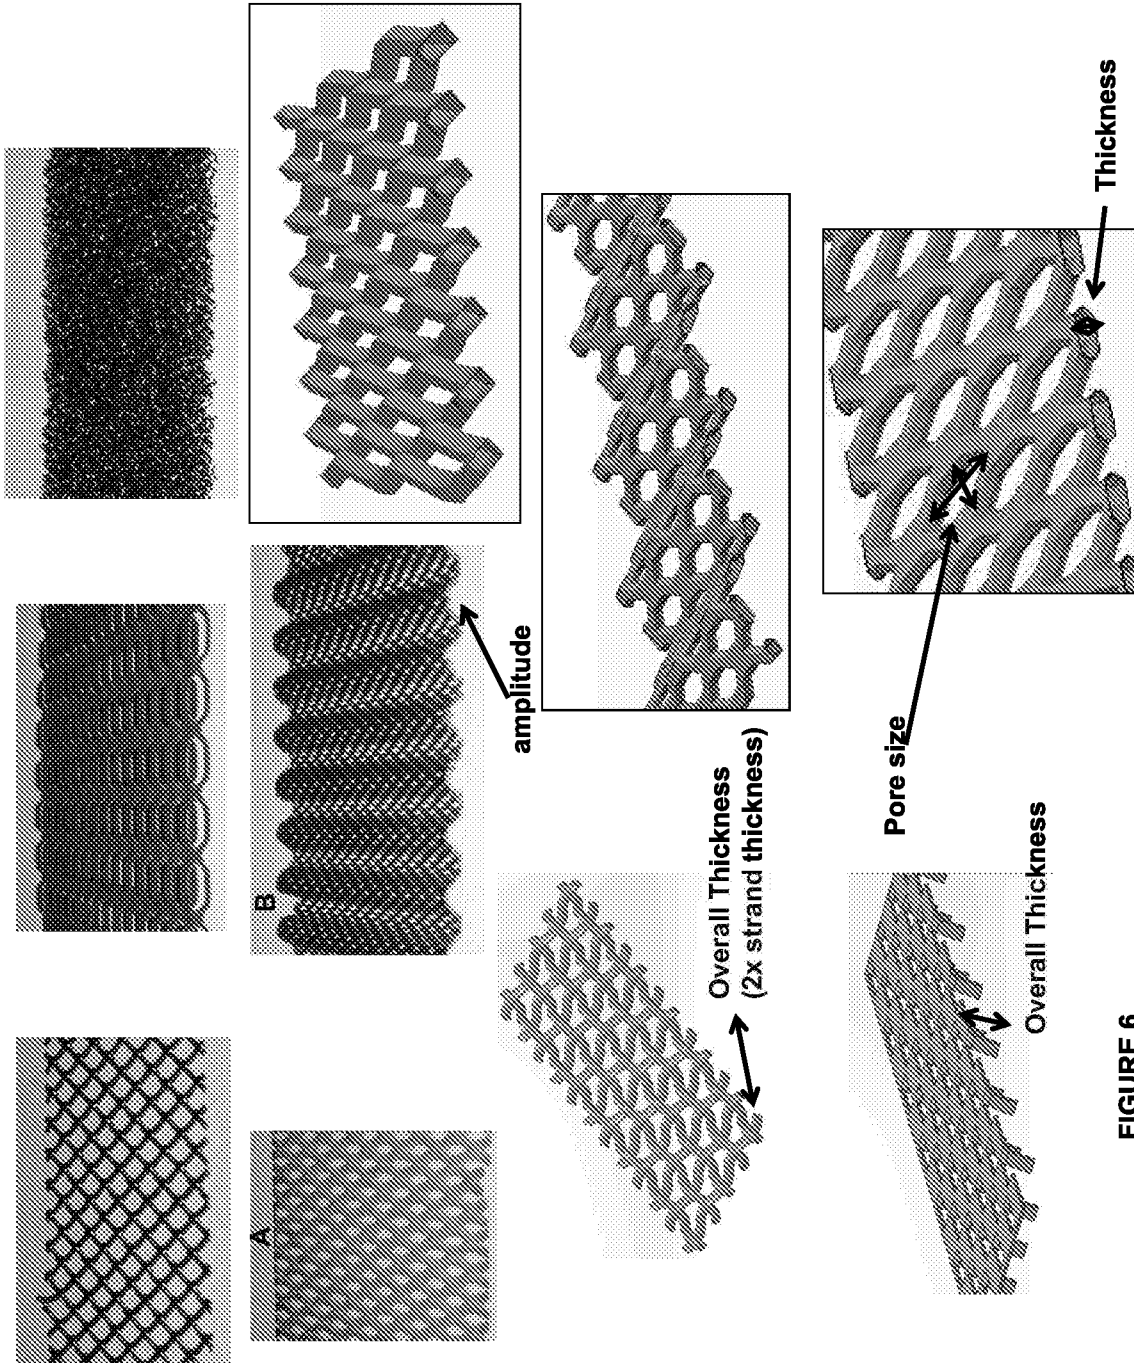 A
B
amplitude
Overall Thickness
(2x strand thickness)
Pore size
Thickness
Overall Thickness
FIGURE 6